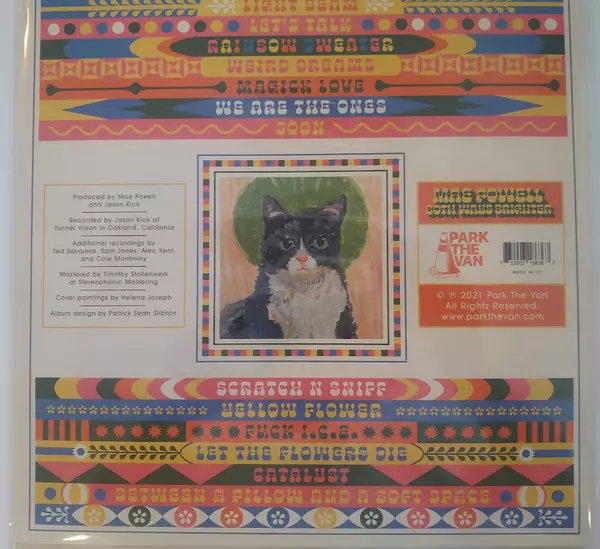 LIGHT BEAM
LET'S TALK
RAINBOW SWEATER
WEIRD DREAMS
MAGICK LOVE
WE ARE THE ONES
SOON
Produced by Mae Powell
and Jason Kick
Recorded by Jason Kick at
Tunnel Vision in Oakland, California
Additional recordings by
Ted Savarese, Sam Jones, Alec Kent,
and Cole Montminy
Mastered by Timothy Stollenwerk
at Stereophonic Mastering
Cover paintings by Helena Joseph
Album design by Patrick Sean Gibson
MAE POWELL
BOTH WAYS BRIGHTER
PARK
THE
VAN
© ℗ 2021 Park The Van
All Rights Reserved.
www.parkthevan.com
SCRATCH N SNIFF
YELLOW FLOWER
FUCK I.C.E.
LET THE FLOWERS DIE
CATALYST
BETWEEN A PILLOW AND A SOFT SPACE